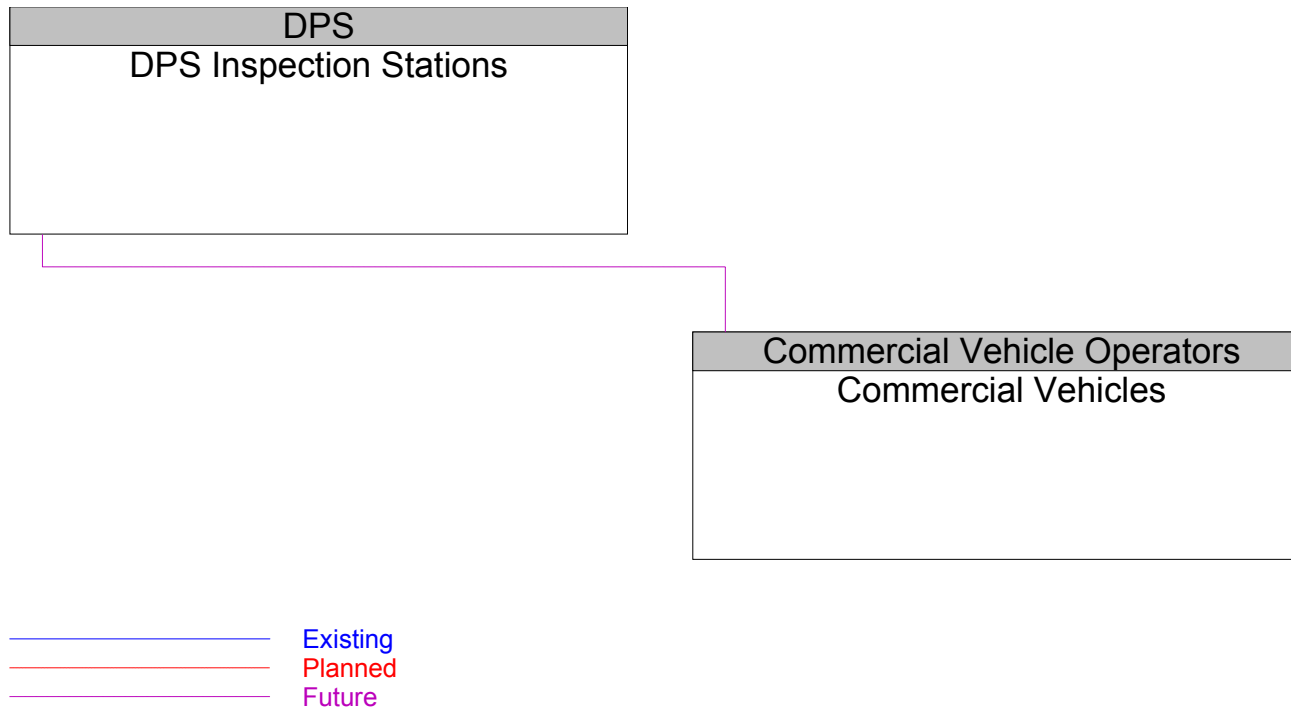 DPS
DPS Inspection Stations
Commercial Vehicle Operators
Commercial Vehicles
Existing
Planned
Future